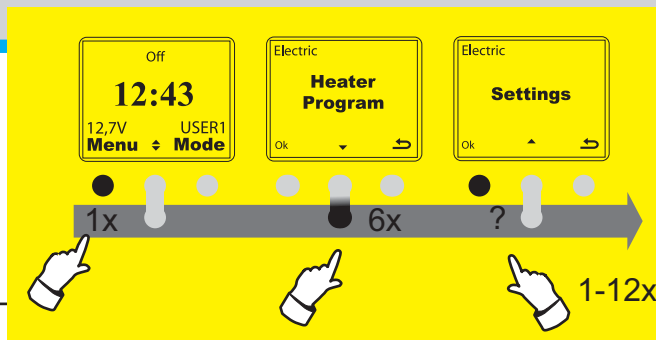 Off
12:43
12,7V USER1
Menu Mode
Electric
Heater
Program
Ok
Electric
Settings
Ok
1x
6x
?
1-12x